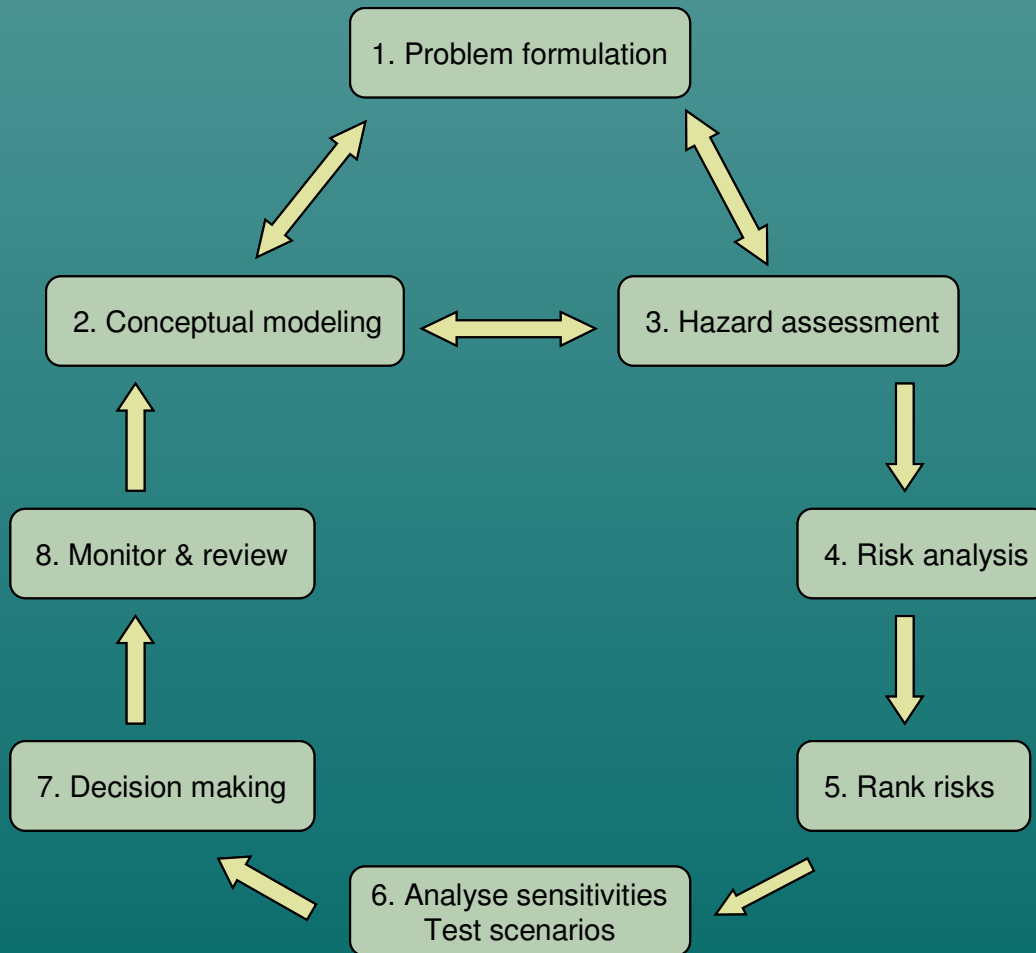 1. Problem formulation
2. Conceptual modeling
3. Hazard assessment
8. Monitor & review
4. Risk analysis
7. Decision making
5. Rank risks
6. Analyse sensitivities
Test scenarios